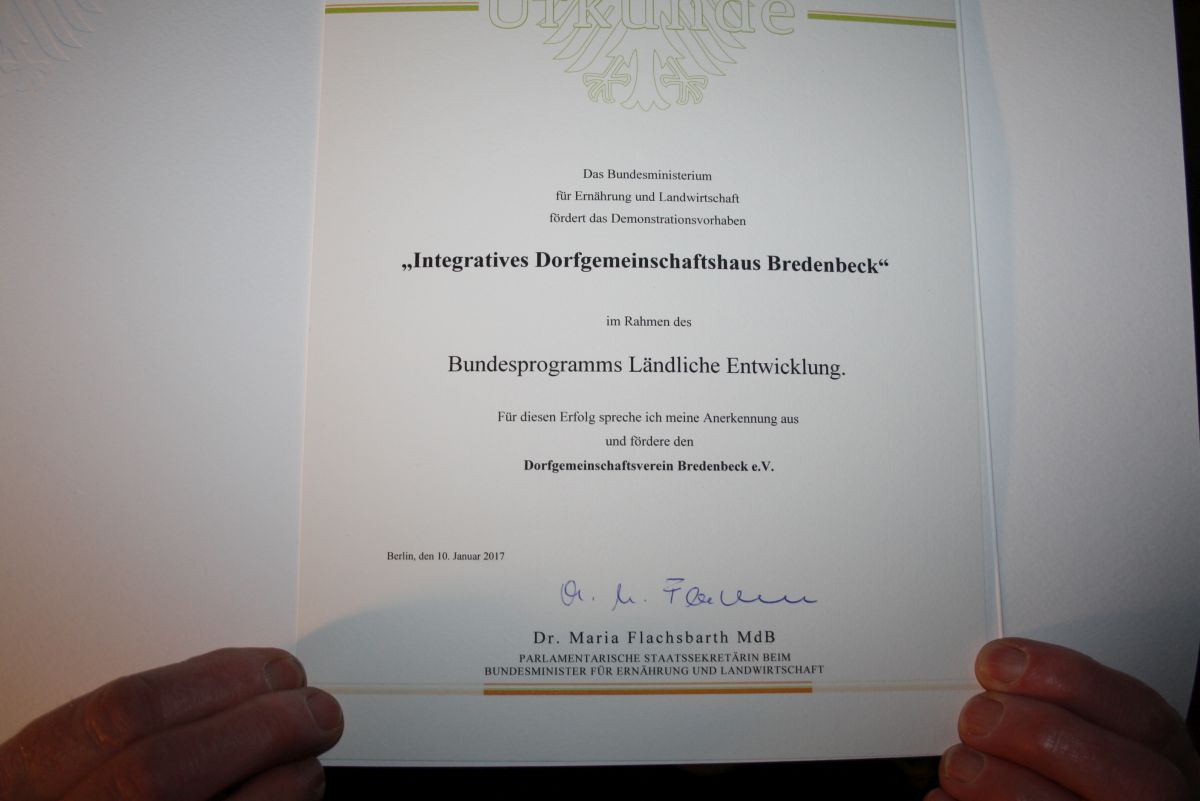 Urkunde
Das Bundesministerium
für Ernährung und Landwirtschaft
fördert das Demonstrationsvorhaben
„Integratives Dorfgemeinschaftshaus Bredenbeck“
im Rahmen des
Bundesprogramms Ländliche Entwicklung.
Für diesen Erfolg spreche ich meine Anerkennung aus
und fördere den
Dorfgemeinschaftsverein Bredenbeck e.V.
Berlin, den 10. Januar 2017
Dr. Maria Flachsbarth MdB
PARLAMENTARISCHE STAATSSEKRETÄRIN BEIM
BUNDESMINISTER FÜR ERNÄHRUNG UND LANDWIRTSCHAFT